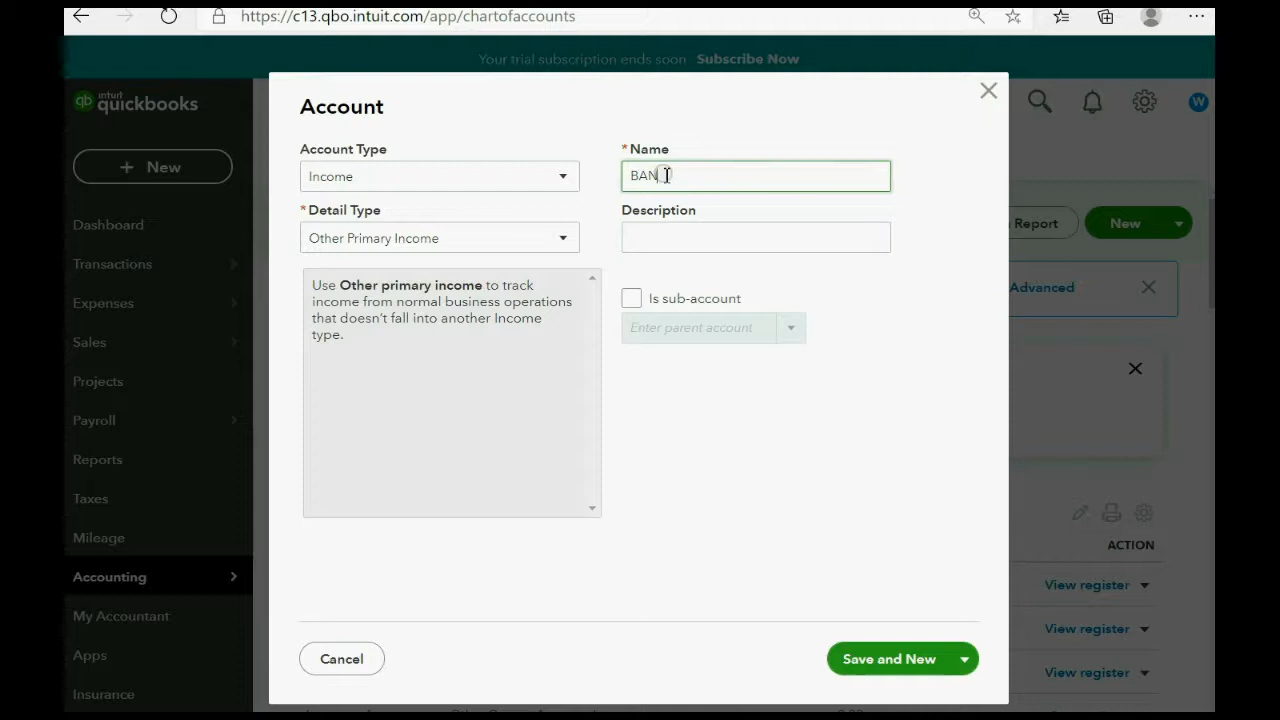 https://c13.qbo.intuit.com/app/chartofaccounts
Your trial subscription ends soon Subscribe Now
intuit
quickbooks
qb
W
+ New
Dashboard
Transactions
Expenses
Sales
Projects
Payroll
Reports
Taxes
Mileage
Accounting
My Accountant
Apps
Insurance
Account
Account Type
Income
* Detail Type
Other Primary Income
Use Other primary income to track
income from normal business operations
that doesn't fall into another Income
type.
* Name
BAN
Description
Is sub-account
Enter parent account
Cancel
Save and New
Report
New
Advanced
ACTION
View register
View register
View register